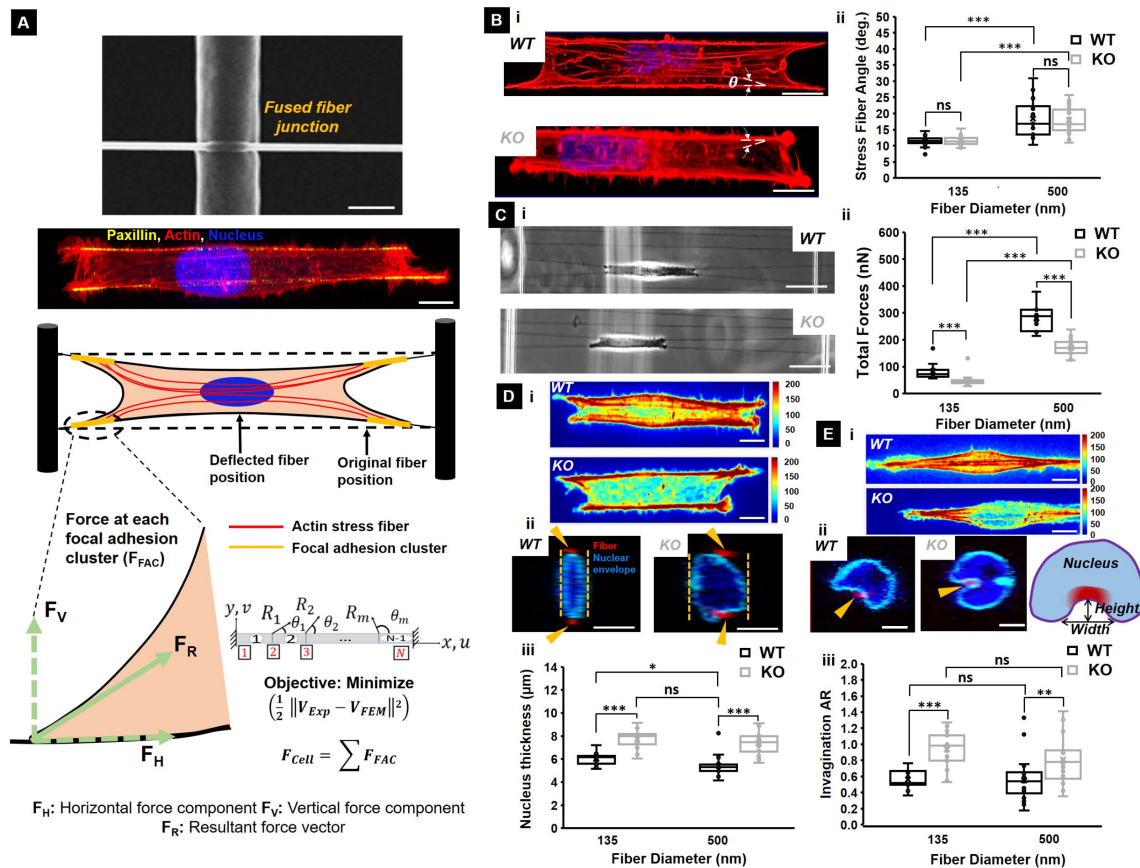 A
Fused fiber
junction
Paxillin, Actin, Nucleus
Deflected fiber
position
Original fiber
position
Force at each
focal adhesion
cluster (F_FAC)
Actin stress fiber
Focal adhesion cluster
F_V
F_R
F_H
y, v
R_1
θ_1
R_2
θ_2
R_m
θ_m
1
2
...
N-1
x, u
1
2
3
N
Objective: Minimize
(1/2 ||V_Exp − V_FEM||²)
F_Cell = ∑ F_FAC
F_H: Horizontal force component F_V: Vertical force component
F_R: Resultant force vector
B
i
WT
θ
KO
ii
Stress Fiber Angle (deg.)
50
45
40
35
30
25
20
15
10
5
0
***
***
ns
ns
WT
KO
135
500
Fiber Diameter (nm)
C
i
WT
KO
ii
Total Forces (nN)
600
500
400
300
200
100
0
***
***
***
***
WT
KO
135
500
Fiber Diameter (nm)
D
i
WT
200
150
100
50
0
KO
200
150
100
50
0
ii
WT
Fiber
Nuclear
envelope
KO
iii
Nucleus thickness (µm)
12
10
8
6
4
2
0
*
ns
***
***
WT
KO
135
500
Fiber Diameter (nm)
E
i
WT
200
150
100
50
0
KO
200
150
100
50
0
ii
WT
KO
Nucleus
Height
Width
iii
Invagination AR
2.0
1.8
1.6
1.4
1.2
1.0
0.8
0.6
0.4
0.2
0.0
ns
ns
***
**
WT
KO
135
500
Fiber Diameter (nm)